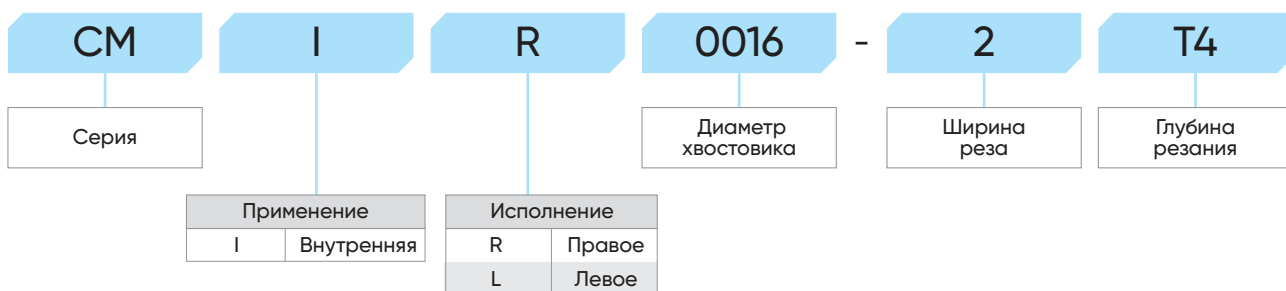 CM I R 0016 - 2 T4
Серия
Диаметр
хвостовика
Ширина
реза
Глубина
резания
Применение
I Внутренняя
Исполнение
R Правое
L Левое